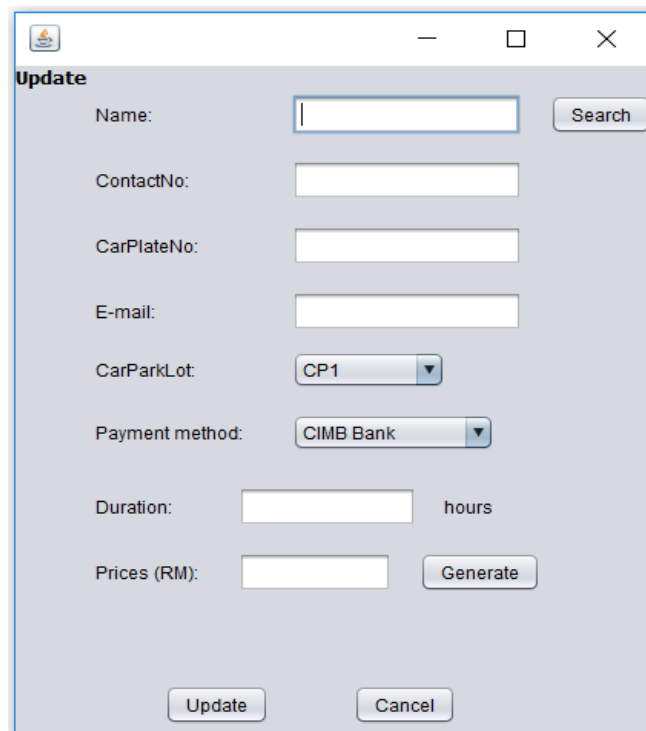 Update
Name: Search
ContactNo:
CarPlateNo:
E-mail:
CarParkLot: CP1
Payment method: CIMB Bank
Duration: hours
Prices (RM): Generate
Update Cancel